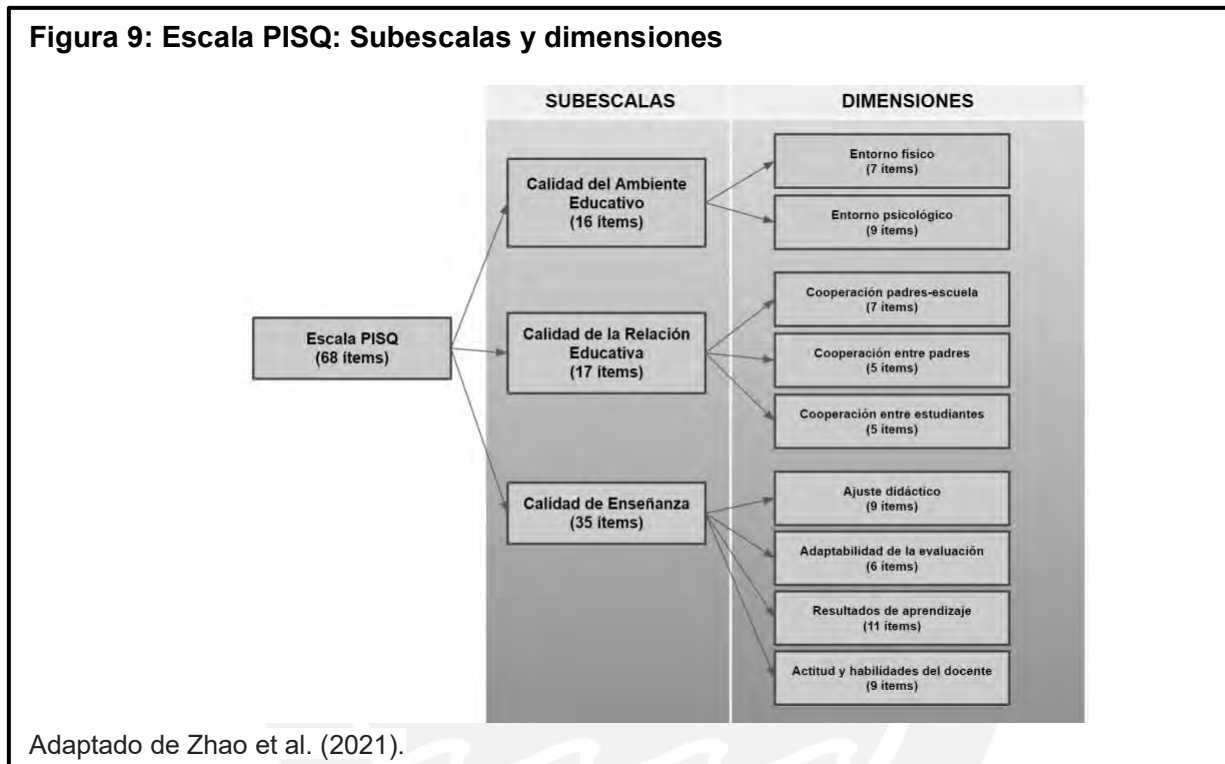 Figura 9: Escala PISQ: Subescalas y dimensiones
SUBESCALAS
DIMENSIONES
Escala PISQ
(68 ítems)
Calidad del Ambiente
Educativo
(16 ítems)
Entorno físico
(7 ítems)
Entorno psicológico
(9 ítems)
Calidad de la Relación
Educativa
(17 ítems)
Cooperación padres-escuela
(7 ítems)
Cooperación entre padres
(5 ítems)
Cooperación entre estudiantes
(5 ítems)
Calidad de Enseñanza
(35 ítems)
Ajuste didáctico
(9 ítems)
Adaptabilidad de la evaluación
(6 ítems)
Resultados de aprendizaje
(11 ítems)
Actitud y habilidades del docente
(9 ítems)
Adaptado de Zhao et al. (2021).